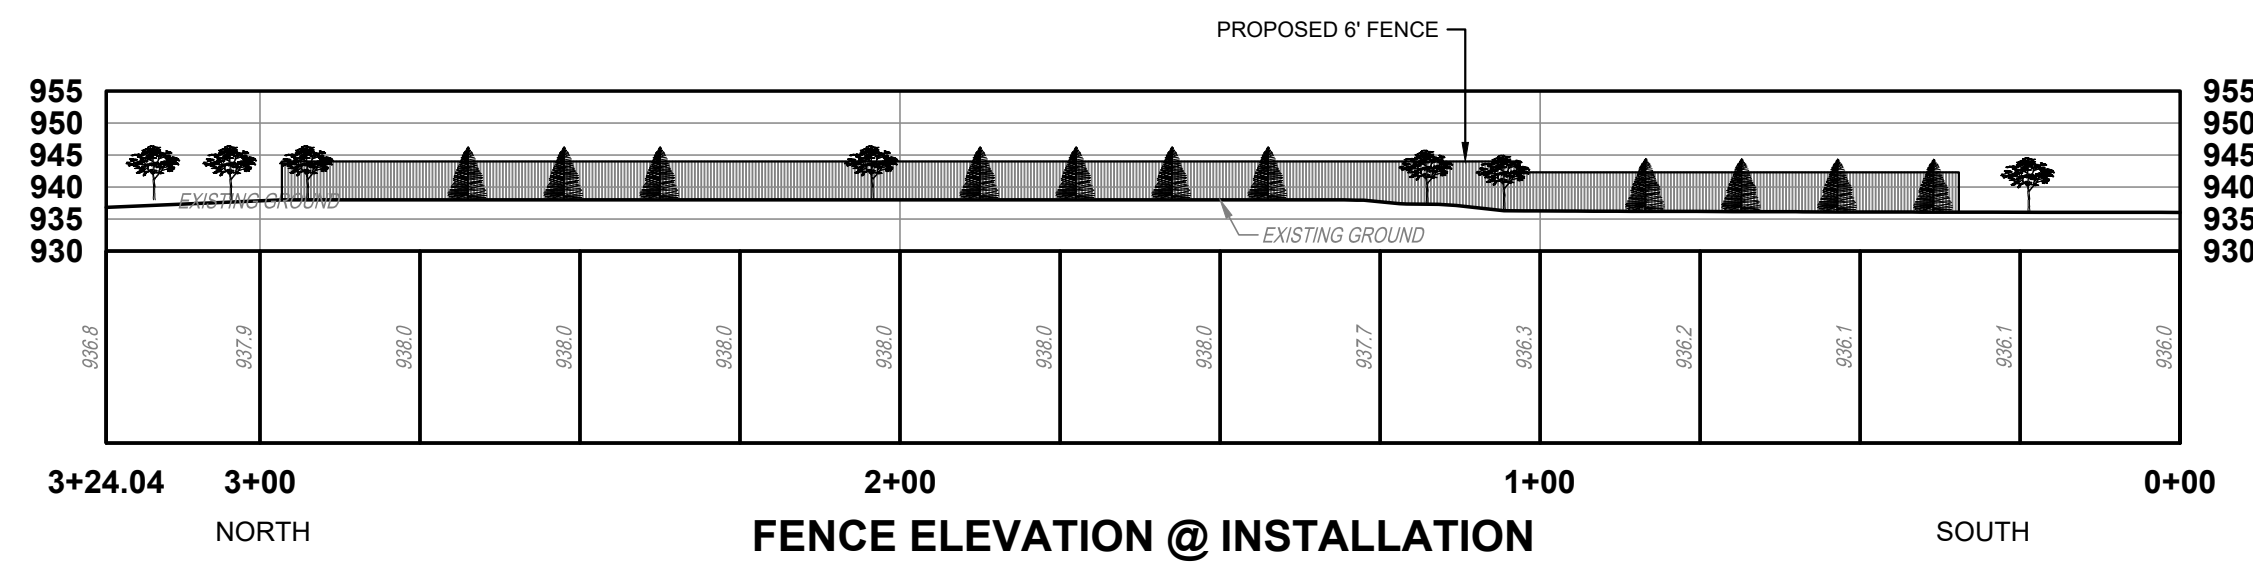 PROPOSED 6' FENCE
955 955
950 950
945 945
940 940
935 935
930 930
EXISTING GROUND
EXISTING GROUND
936.8 937.9 938.0 938.0 938.0 938.0 938.0 938.0 937.7 936.3 936.2 936.1 936.1 936.0
3+24.04 3+00 2+00 1+00 0+00
NORTH SOUTH
FENCE ELEVATION @ INSTALLATION